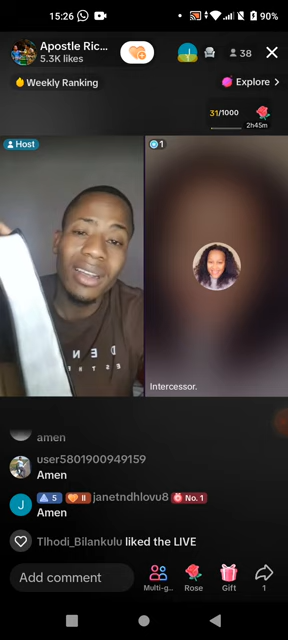 15:26
90%
Apostle Ric...
5.3K likes
38
Weekly Ranking
Explore >
31/1000
2h45m
Host
1
D E N
E S T H E
Intercessor.
amen
user5801900949159
Amen
J
5 II janetndhlovu8 No. 1
Amen
Tlhodi_Bilankulu liked the LIVE
Add comment
Multi-g...
Rose
Gift
1